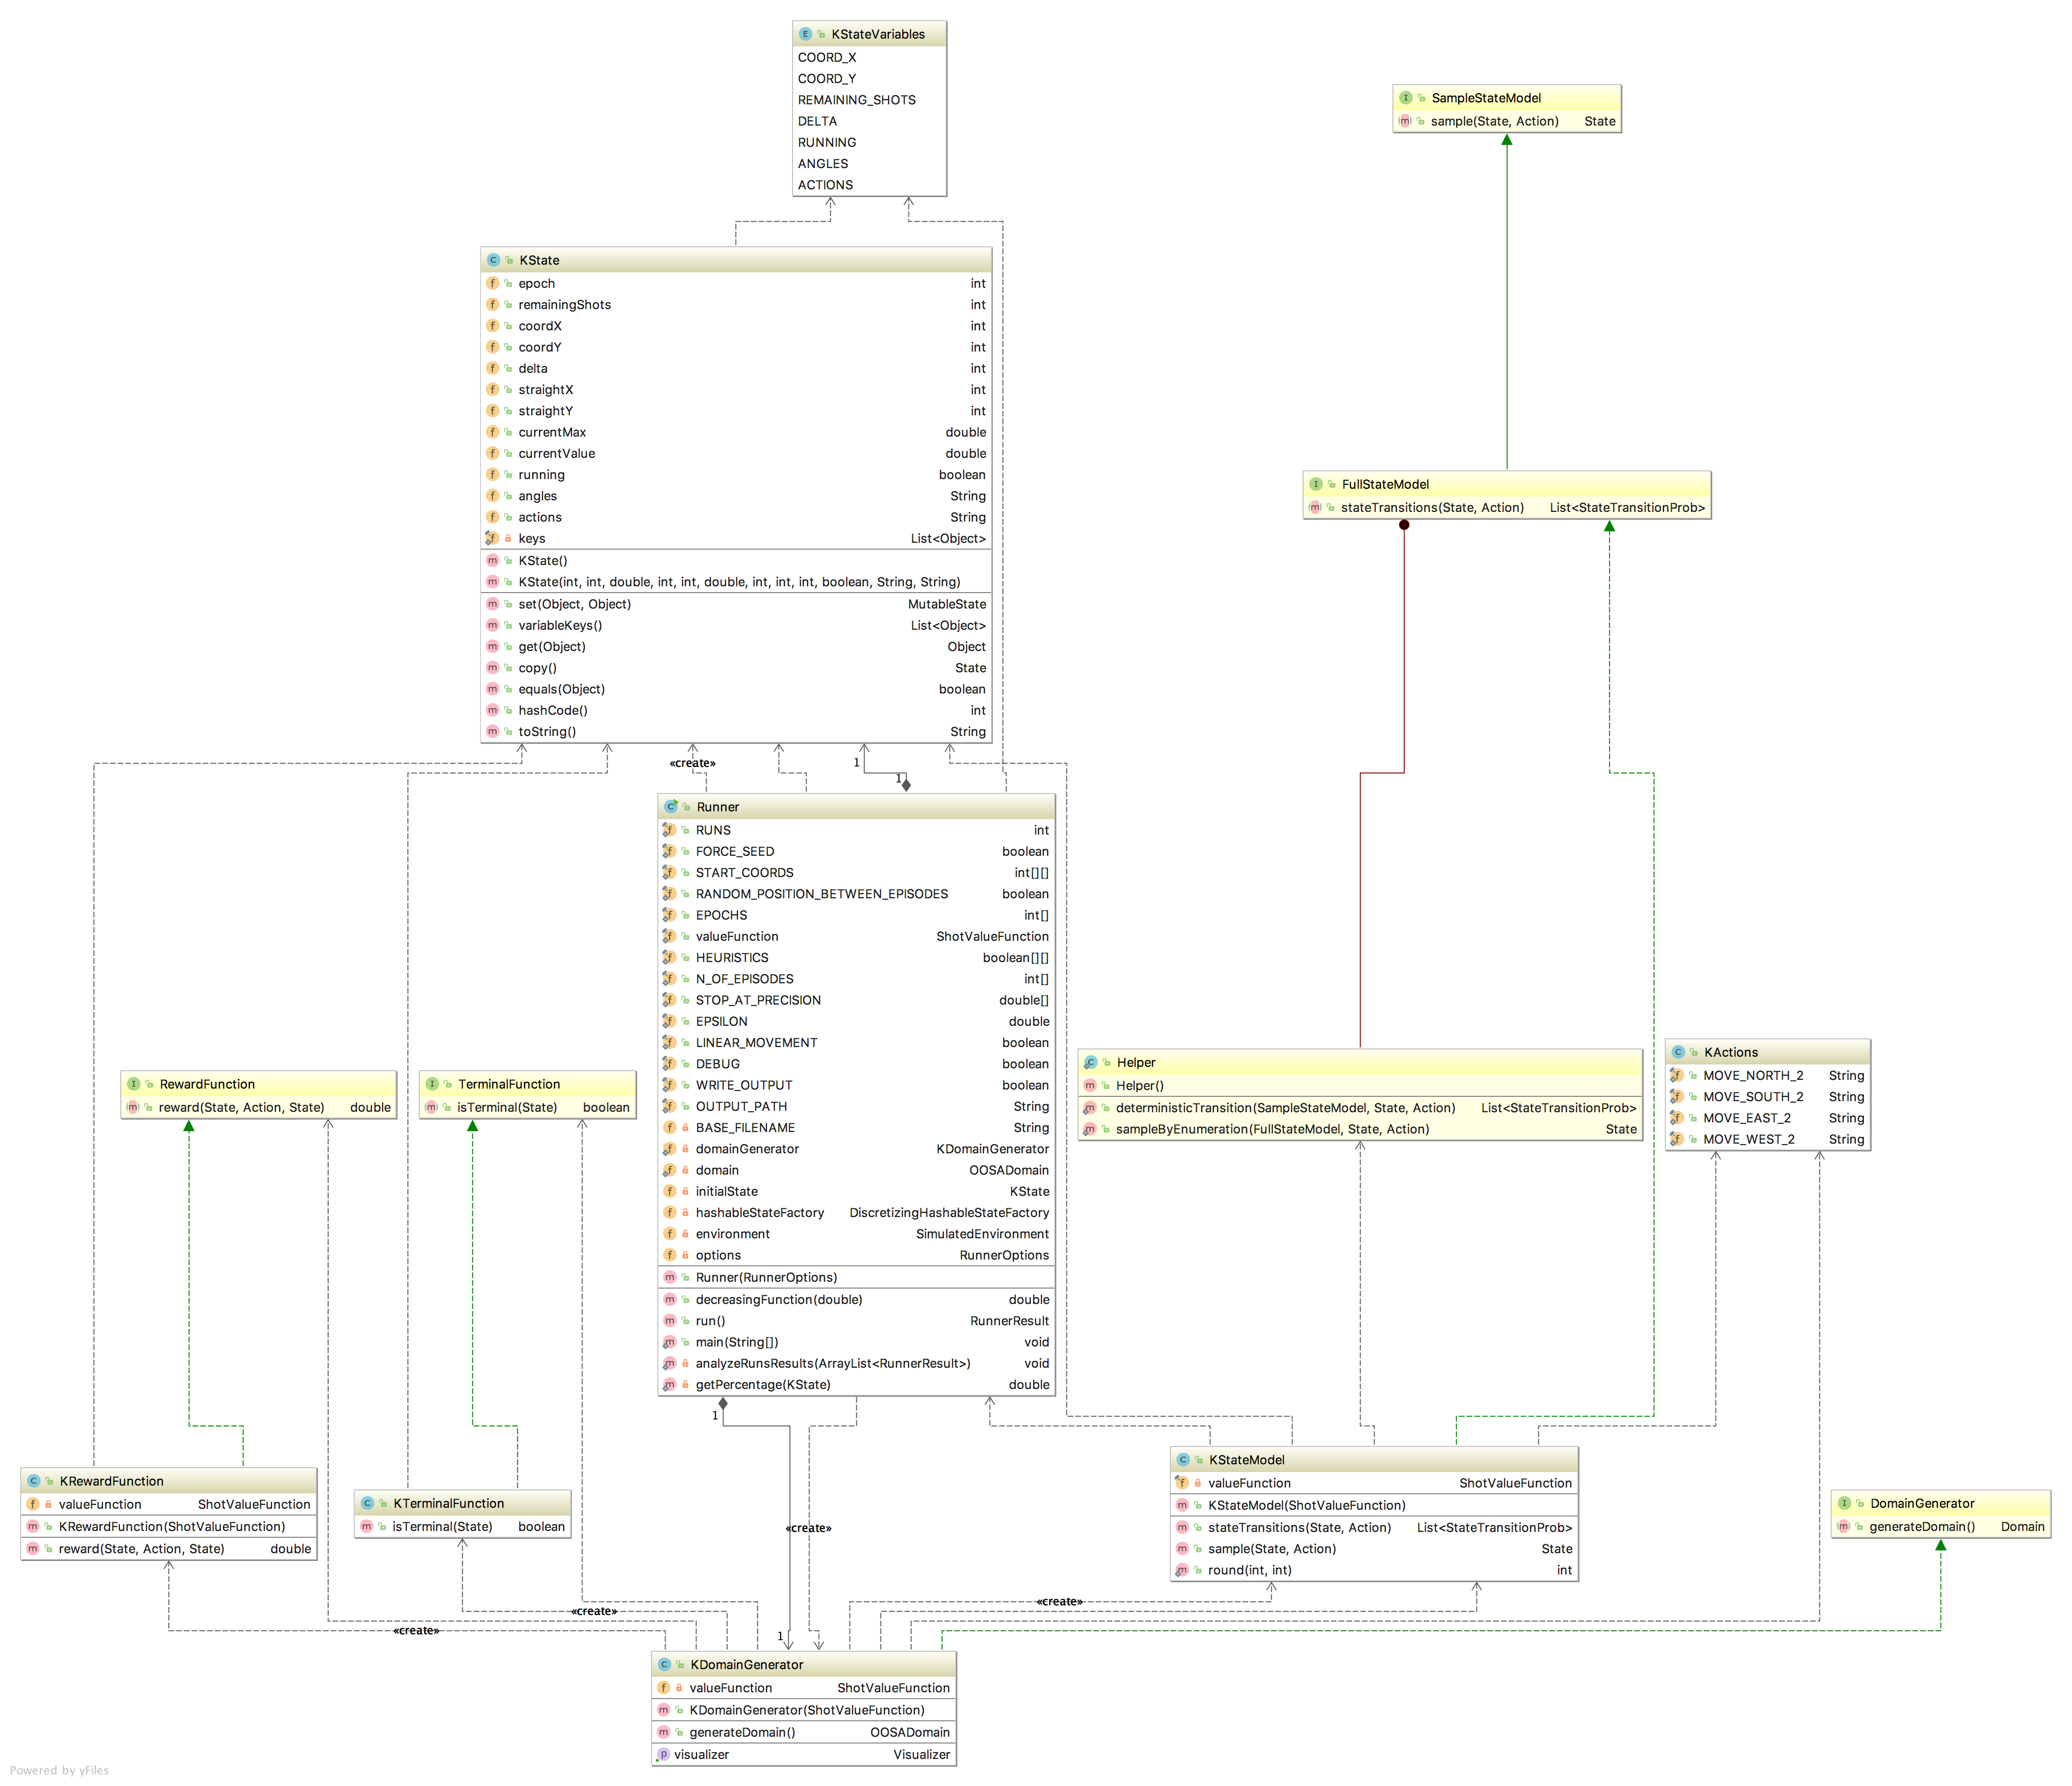 KStateVariables
COORD_X
COORD_Y
REMAINING_SHOTS
DELTA
RUNNING
ANGLES
ACTIONS
SampleStateModel
sample(State, Action) State
KState
epoch int
remainingShots int
coordX int
coordY int
delta int
straightX int
straightY int
currentMax double
currentValue double
running boolean
angles String
actions String
keys List<Object>
KState()
KState(int, int, double, int, int, double, int, int, int, boolean, String, String)
set(Object, Object) MutableState
variableKeys() List<Object>
get(Object) Object
copy() State
equals(Object) boolean
hashCode() int
toString() String
FullStateModel
stateTransitions(State, Action) List<StateTransitionProb>
«create»
1
1
Runner
RUNS int
FORCE_SEED boolean
START_COORDS int[][]
RANDOM_POSITION_BETWEEN_EPISODES boolean
EPOCHS int[]
valueFunction ShotValueFunction
HEURISTICS boolean[][]
N_OF_EPISODES int[]
STOP_AT_PRECISION double[]
EPSILON double
LINEAR_MOVEMENT boolean
DEBUG boolean
WRITE_OUTPUT boolean
OUTPUT_PATH String
BASE_FILENAME String
domainGenerator KDomainGenerator
domain OOSADomain
initialState KState
hashableStateFactory DiscretizingHashableStateFactory
environment SimulatedEnvironment
options RunnerOptions
Runner(RunnerOptions)
decreasingFunction(double) double
run() RunnerResult
main(String[]) void
analyzeRunsResults(ArrayList<RunnerResult>) void
getPercentage(KState) double
RewardFunction
reward(State, Action, State) double
TerminalFunction
isTerminal(State) boolean
Helper
Helper()
deterministicTransition(SampleStateModel, State, Action) List<StateTransitionProb>
sampleByEnumeration(FullStateModel, State, Action) State
KActions
MOVE_NORTH_2 String
MOVE_SOUTH_2 String
MOVE_EAST_2 String
MOVE_WEST_2 String
1
KRewardFunction
valueFunction ShotValueFunction
KRewardFunction(ShotValueFunction)
reward(State, Action, State) double
KTerminalFunction
isTerminal(State) boolean
«create»
KStateModel
valueFunction ShotValueFunction
KStateModel(ShotValueFunction)
stateTransitions(State, Action) List<StateTransitionProb>
sample(State, Action) State
round(int, int) int
DomainGenerator
generateDomain() Domain
«create»
«create»
«create»
1
KDomainGenerator
valueFunction ShotValueFunction
KDomainGenerator(ShotValueFunction)
generateDomain() OOSADomain
visualizer Visualizer
Powered by yFiles